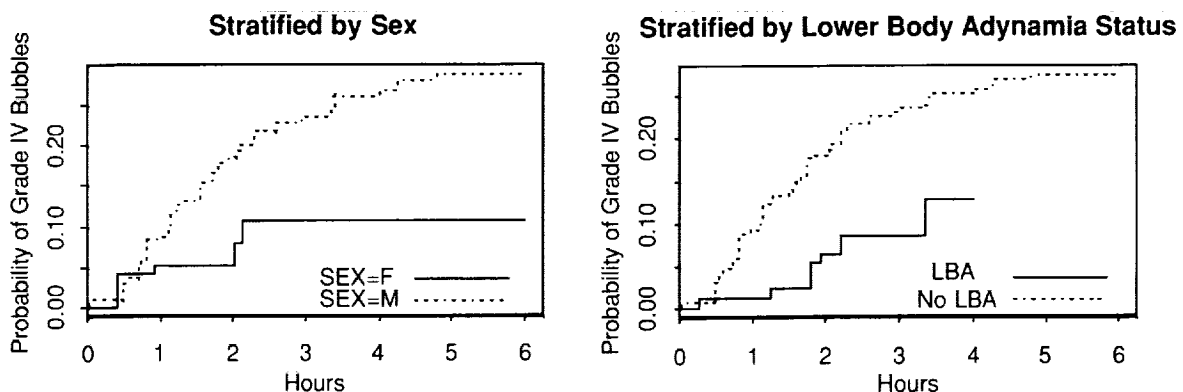 Stratified by Sex
Probability of Grade IV Bubbles
0.20
0.10
0.00
SEX=F
SEX=M
0 1 2 3 4 5 6
Hours
Stratified by Lower Body Adynamia Status
Probability of Grade IV Bubbles
0.20
0.10
0.00
LBA
No LBA
0 1 2 3 4 5 6
Hours